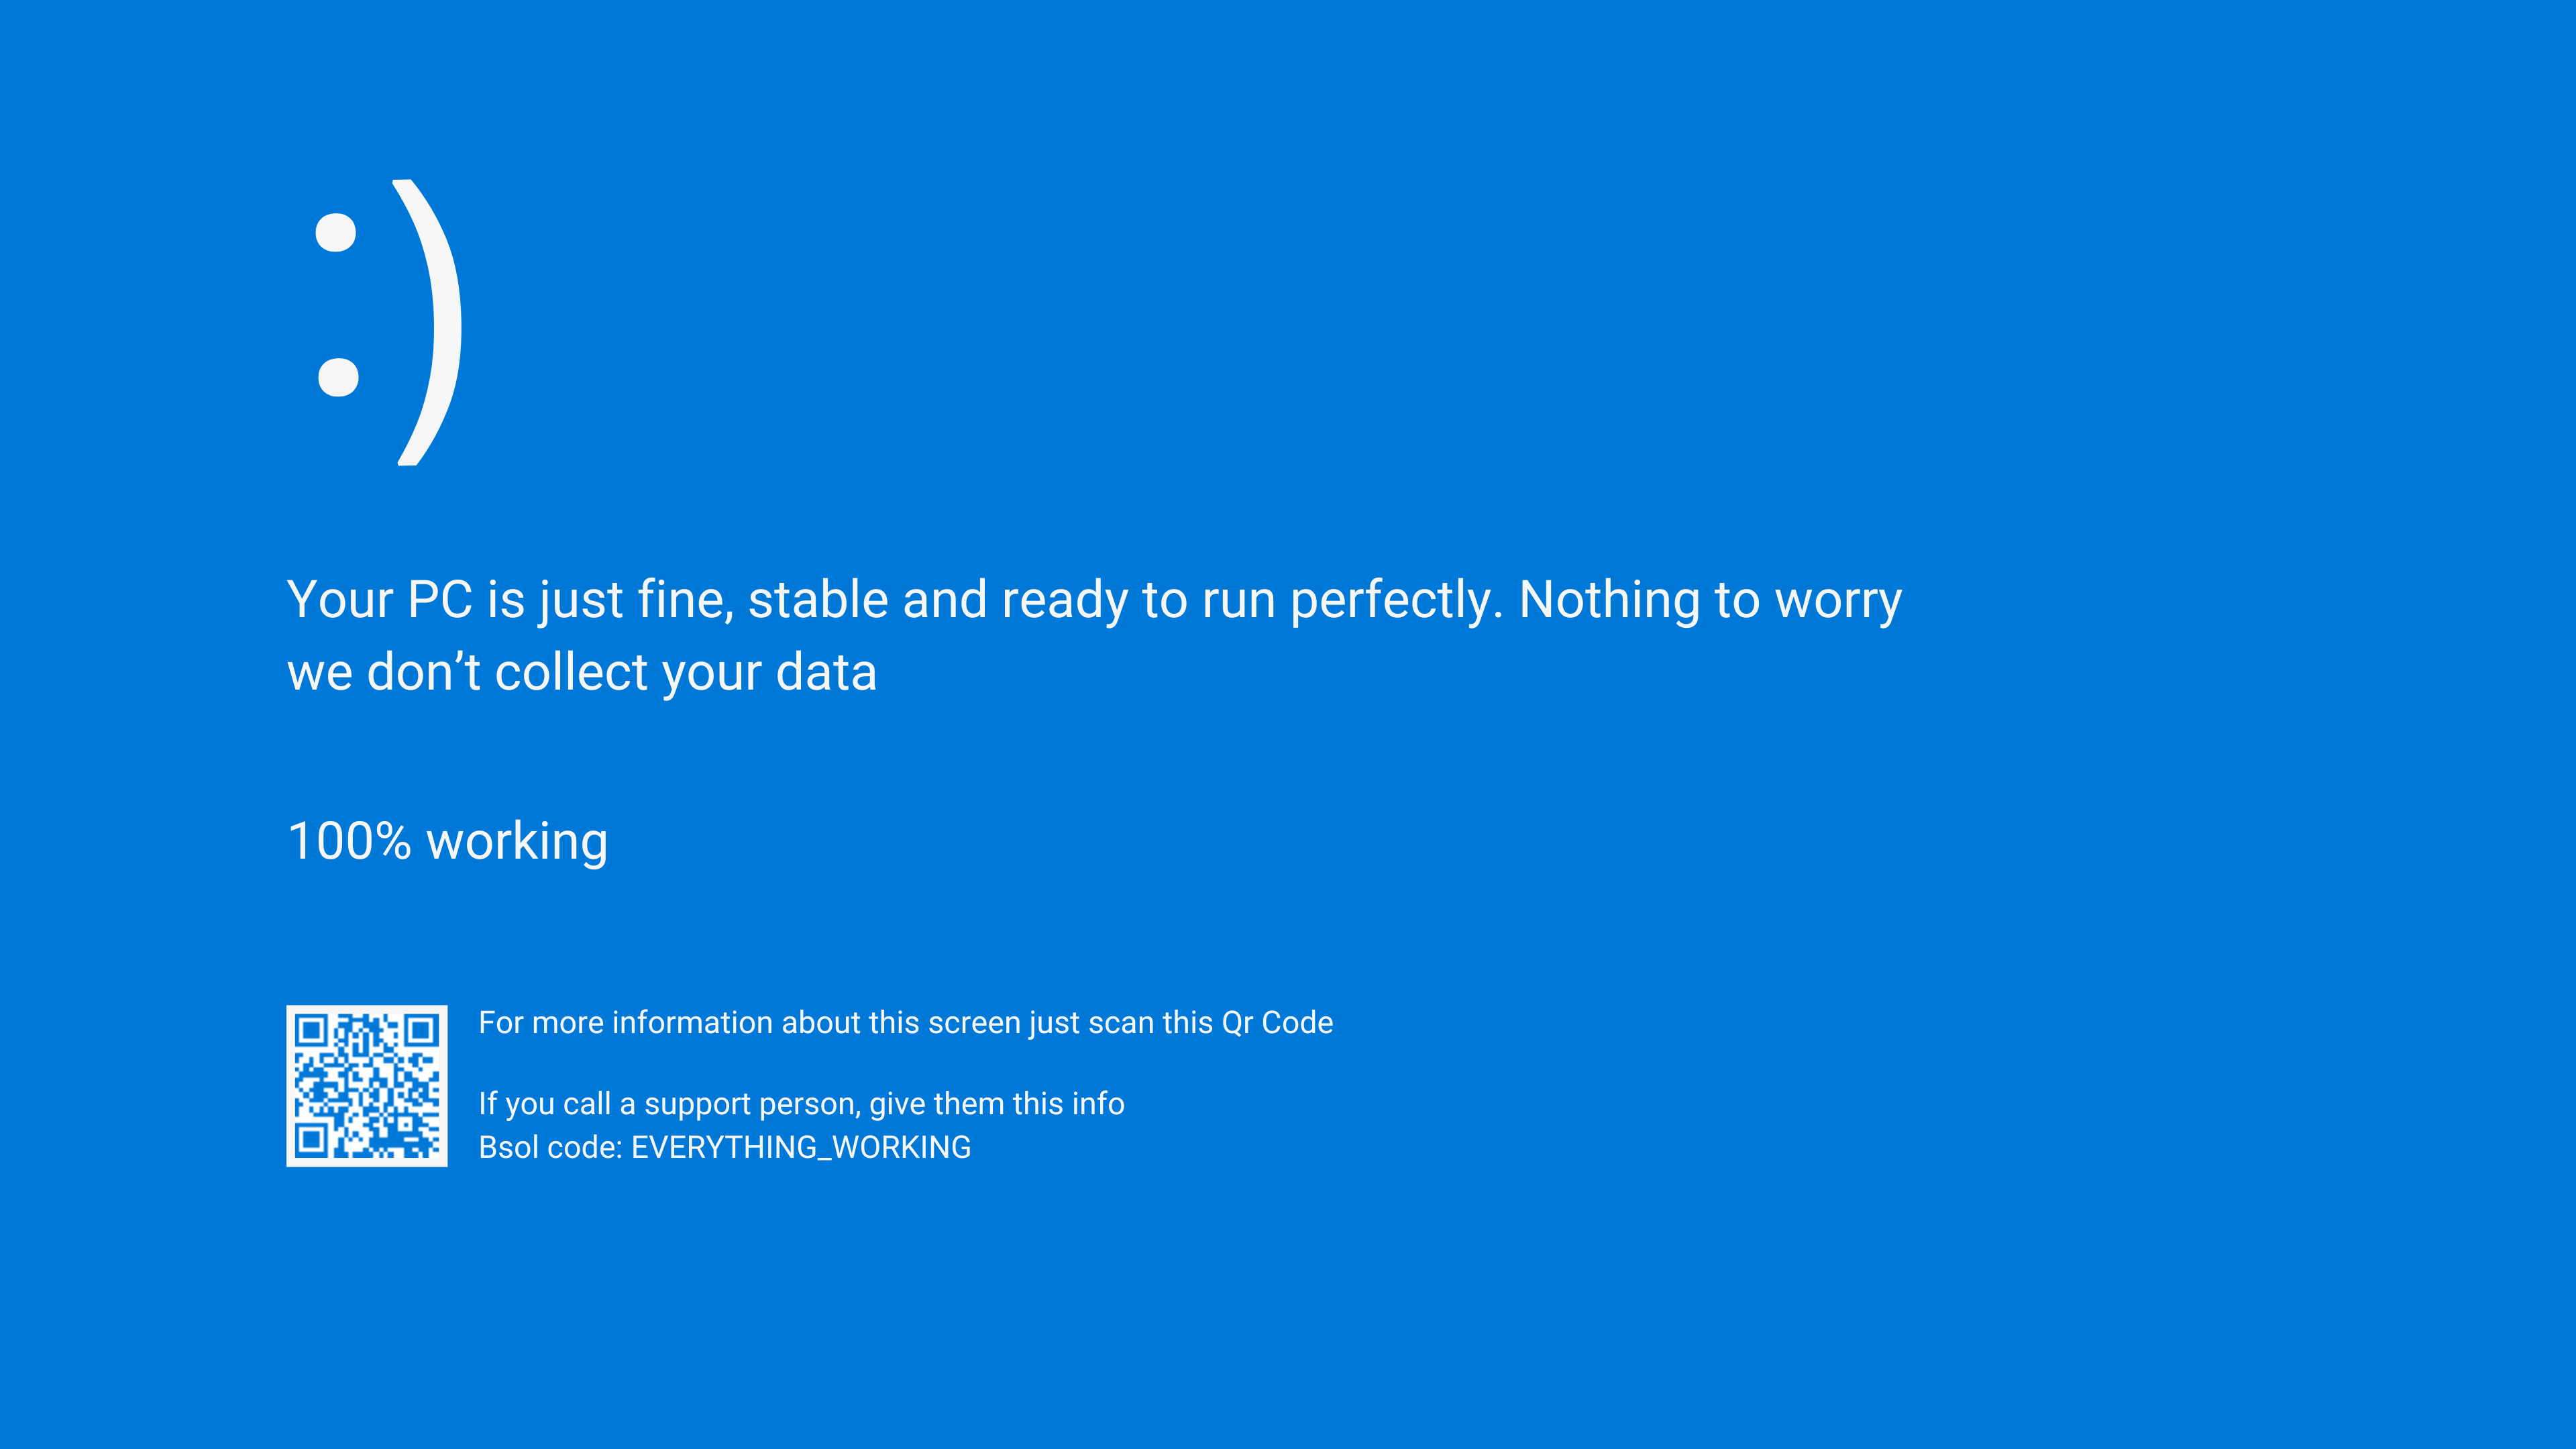 :)
Your PC is just fine, stable and ready to run perfectly. Nothing to worry
we don’t collect your data
100% working
For more information about this screen just scan this Qr Code
If you call a support person, give them this info
Bsol code: EVERYTHING_WORKING